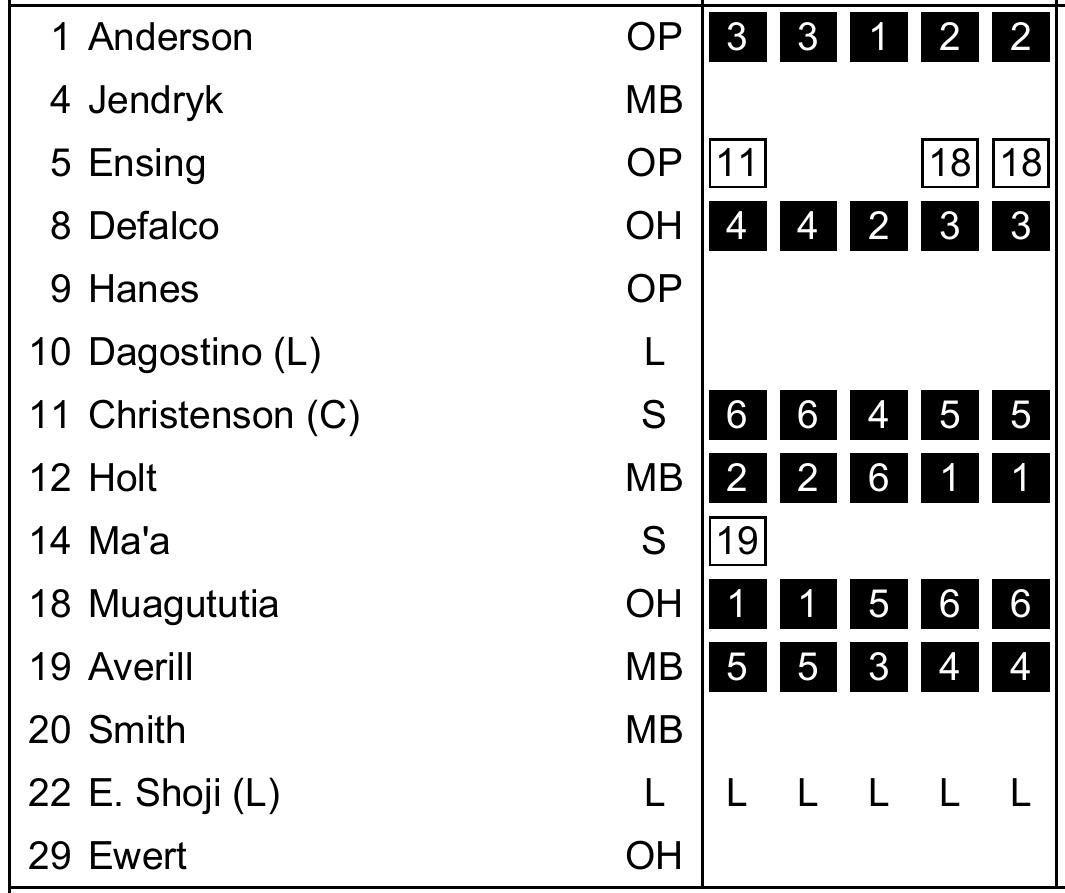 1 Anderson OP 3 3 1 2 2
4 Jendryk MB
5 Ensing OP 11 18 18
8 Defalco OH 4 4 2 3 3
9 Hanes OP
10 Dagostino (L) L
11 Christenson (C) S 6 6 4 5 5
12 Holt MB 2 2 6 1 1
14 Ma'a S 19
18 Muagututia OH 1 1 5 6 6
19 Averill MB 5 5 3 4 4
20 Smith MB
22 E. Shoji (L) L L L L L L
29 Ewert OH